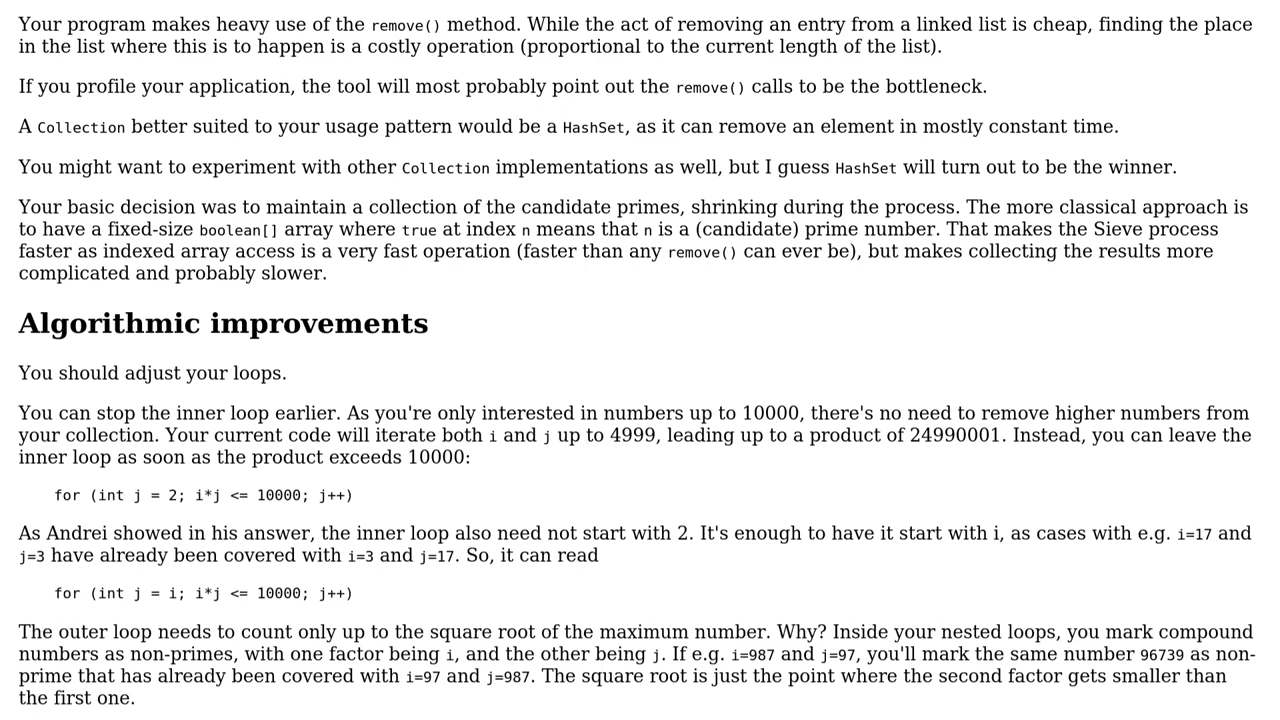 Your program makes heavy use of the remove() method. While the act of removing an entry from a linked list is cheap, finding the place
in the list where this is to happen is a costly operation (proportional to the current length of the list).
If you profile your application, the tool will most probably point out the remove() calls to be the bottleneck.
A Collection better suited to your usage pattern would be a HashSet, as it can remove an element in mostly constant time.
You might want to experiment with other Collection implementations as well, but I guess HashSet will turn out to be the winner.
Your basic decision was to maintain a collection of the candidate primes, shrinking during the process. The more classical approach is
to have a fixed-size boolean[] array where true at index n means that n is a (candidate) prime number. That makes the Sieve process
faster as indexed array access is a very fast operation (faster than any remove() can ever be), but makes collecting the results more
complicated and probably slower.
Algorithmic improvements
You should adjust your loops.
You can stop the inner loop earlier. As you're only interested in numbers up to 10000, there's no need to remove higher numbers from
your collection. Your current code will iterate both i and j up to 4999, leading up to a product of 24990001. Instead, you can leave the
inner loop as soon as the product exceeds 10000:
for (int j = 2; i*j <= 10000; j++)
As Andrei showed in his answer, the inner loop also need not start with 2. It's enough to have it start with i, as cases with e.g. i=17 and
j=3 have already been covered with i=3 and j=17. So, it can read
for (int j = i; i*j <= 10000; j++)
The outer loop needs to count only up to the square root of the maximum number. Why? Inside your nested loops, you mark compound
numbers as non-primes, with one factor being i, and the other being j. If e.g. i=987 and j=97, you'll mark the same number 96739 as non-
prime that has already been covered with i=97 and j=987. The square root is just the point where the second factor gets smaller than
the first one.